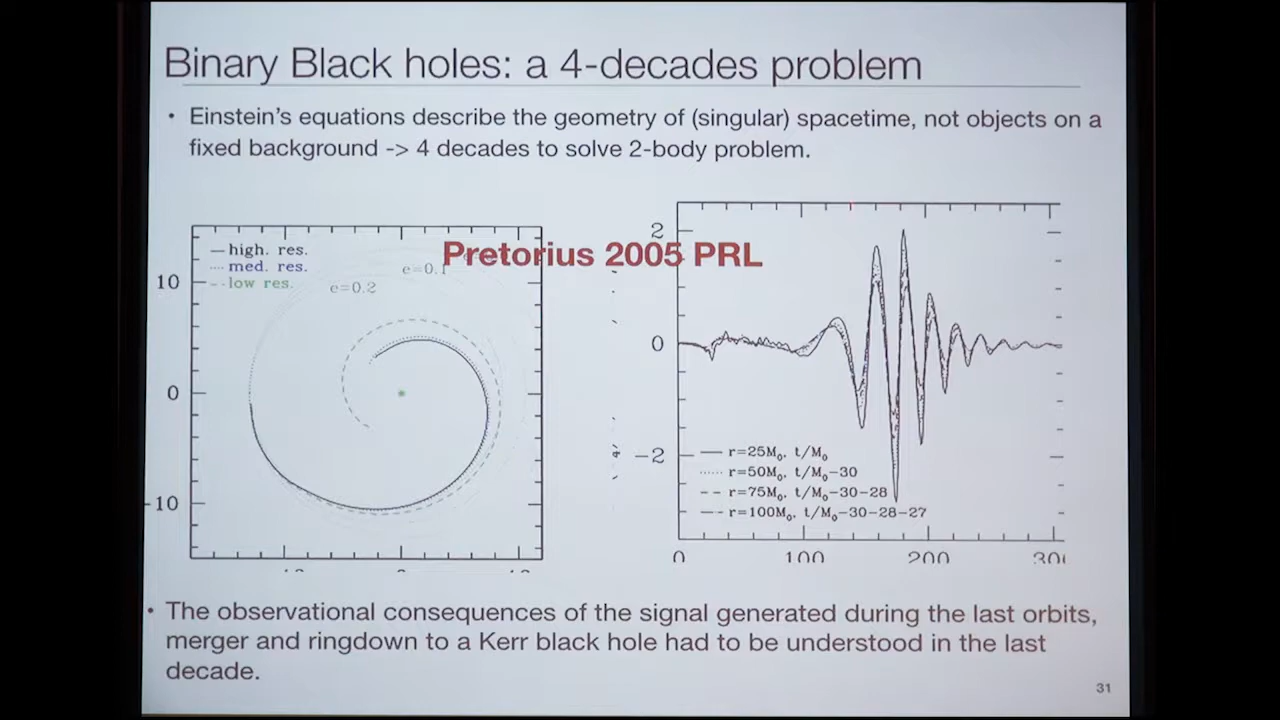 Binary Black holes: a 4-decades problem
• Einstein's equations describe the geometry of (singular) spacetime, not objects on a
fixed background -> 4 decades to solve 2-body problem.
Pretorius 2005 PRL
high. res.
med. res.
low res.
e=0.1
e=0.2
10
0
-10
2
0
-2
r=25M₀, t/M₀
r=50M₀, t/M₀-30
r=75M₀, t/M₀-30-28
r=100M₀, t/M₀-30-28-27
0 100 200 300
• The observational consequences of the signal generated during the last orbits,
merger and ringdown to a Kerr black hole had to be understood in the last
decade.
31